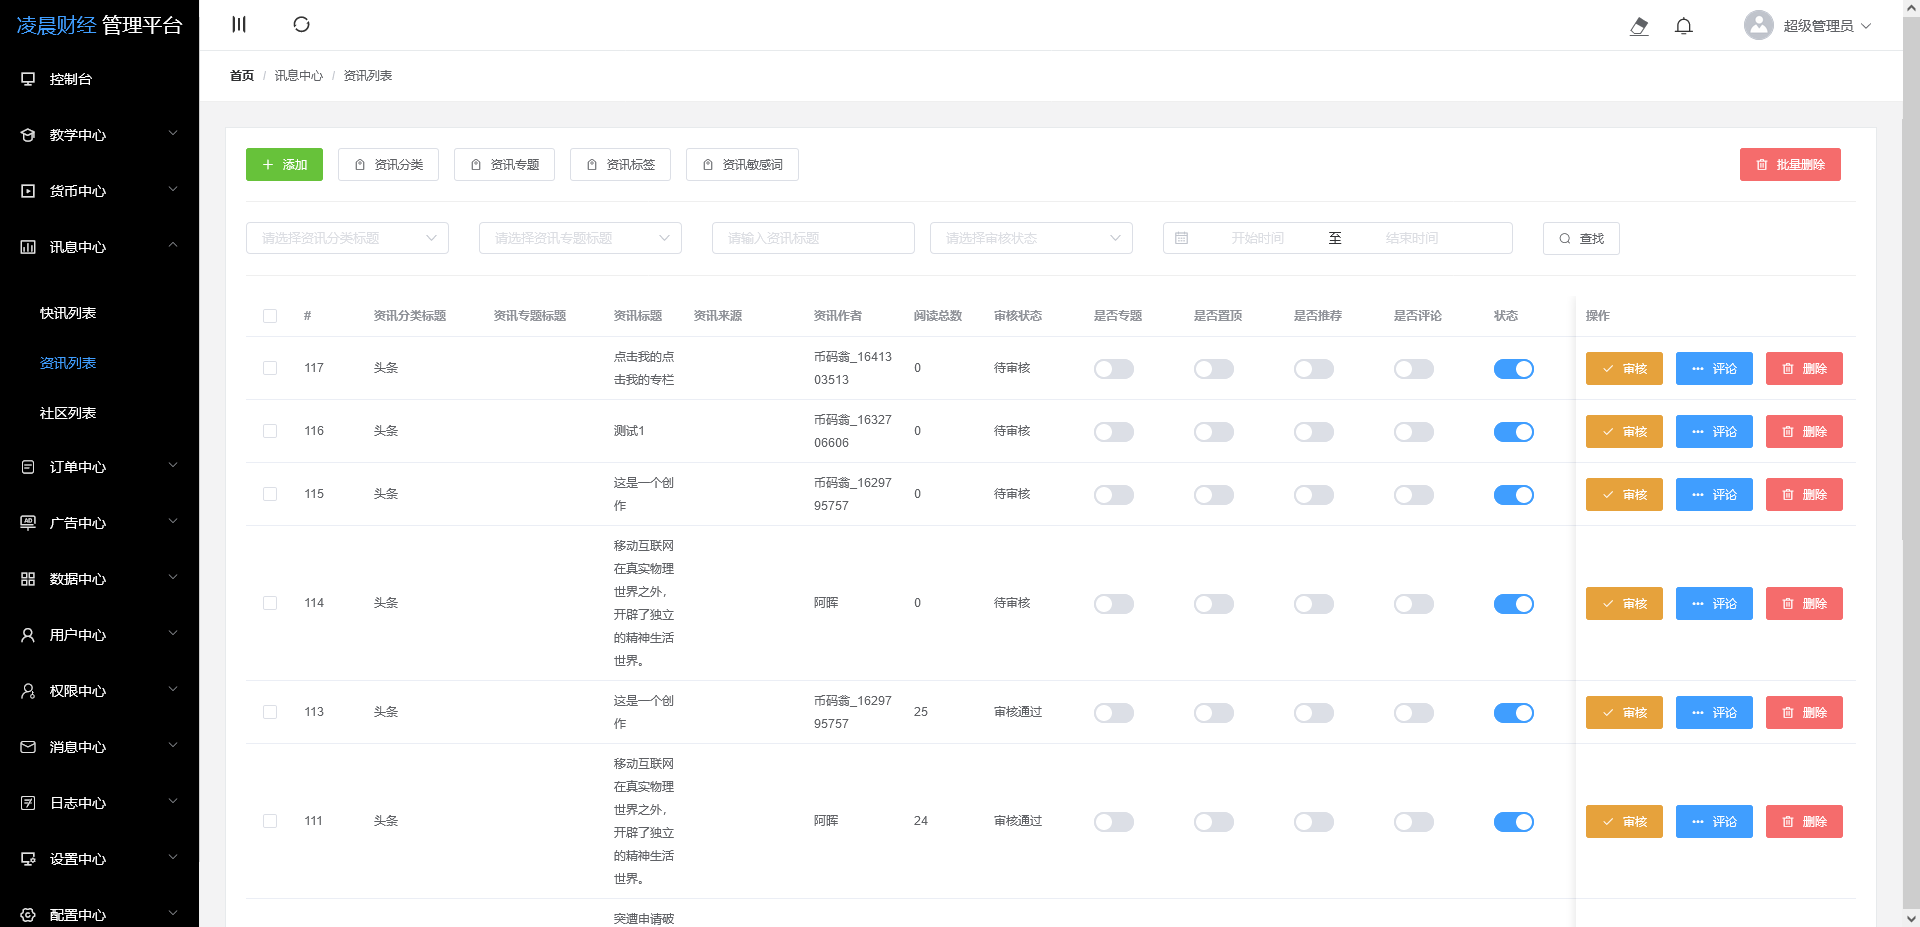 凌晨财经 管理平台
超级管理员
首页 / 讯息中心 / 资讯列表
控制台
教学中心
货币中心
讯息中心
快讯列表
资讯列表
社区列表
订单中心
广告中心
数据中心
用户中心
权限中心
消息中心
日志中心
设置中心
配置中心
添加 资讯分类 资讯专题 资讯标签 资讯敏感词 批量删除
请选择资讯分类标题 请选择资讯专题标题 请输入资讯标题 请选择审核状态 开始时间 至 结束时间 查找
# 资讯分类标题 资讯专题标题 资讯标题 资讯来源 资讯作者 阅读总数 审核状态 是否专题 是否置顶 是否推荐 是否评论 状态 操作
117 头条 点击我的点击我的专栏 币码翁_1641303513 0 待审核 审核 评论 删除
116 头条 测试1 币码翁_1632706606 0 待审核 审核 评论 删除
115 头条 这是一个创作 币码翁_1629795757 0 待审核 审核 评论 删除
114 头条 移动互联网在真实物理世界之外，开辟了独立的精神生活世界。 阿晖 0 待审核 审核 评论 删除
113 头条 这是一个创作 币码翁_1629795757 25 审核通过 审核 评论 删除
111 头条 移动互联网在真实物理世界之外，开辟了独立的精神生活世界。 阿晖 24 审核通过 审核 评论 删除
突遭申请破